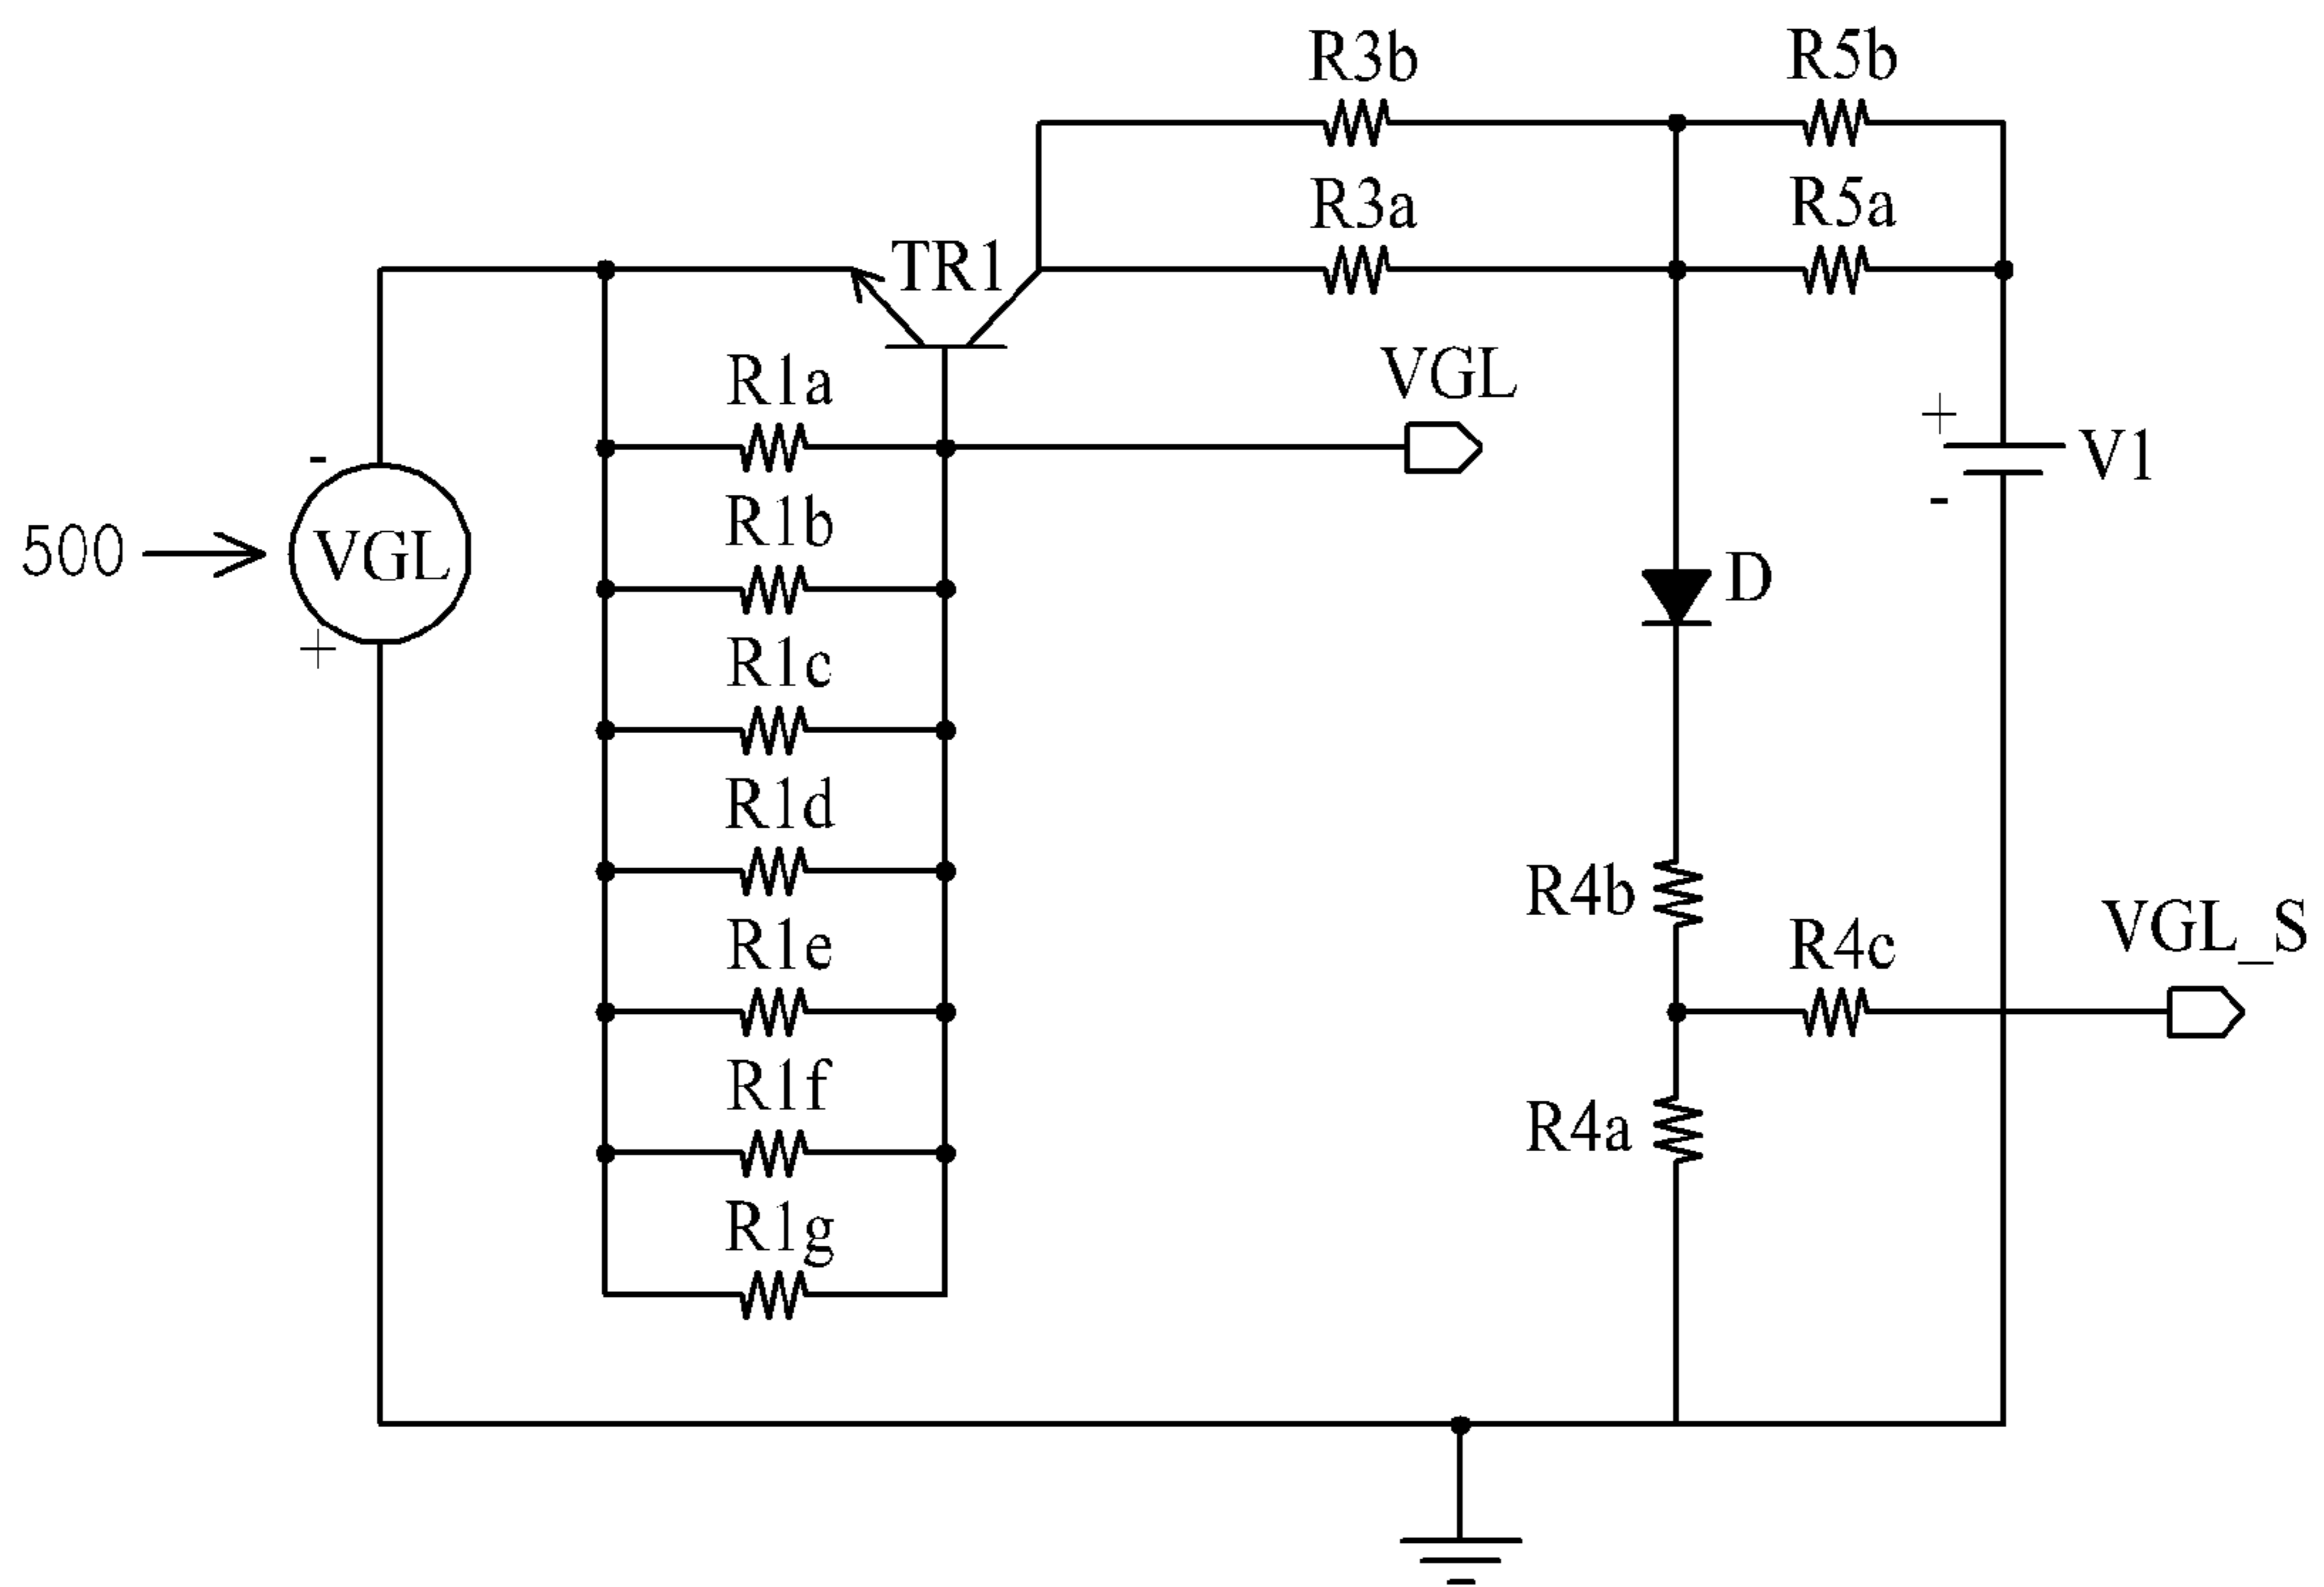 R3b
R5b
R3a
R5a
TR1
R1a
VGL
+
V1
-
-
R1b
500
VGL
D
+
R1c
R1d
R4b
R1e
R4c
VGL_S
R1f
R4a
R1g